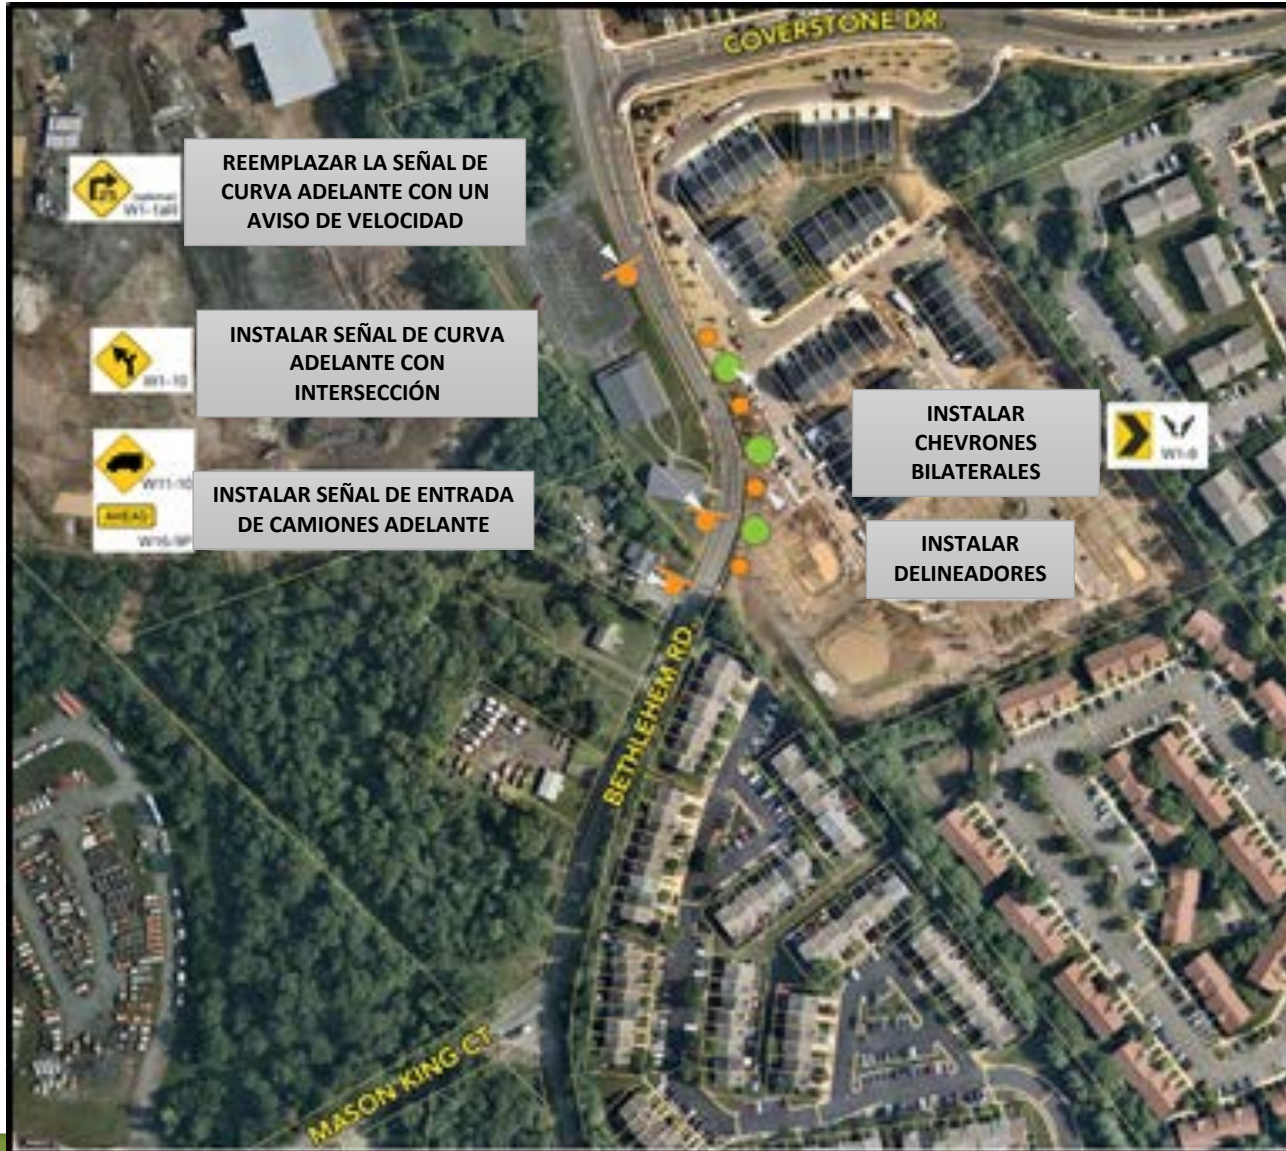 COVERSTONE DR.
REEMPLAZAR LA SEÑAL DE
CURVA ADELANTE CON UN
AVISO DE VELOCIDAD
INSTALAR SEÑAL DE CURVA
ADELANTE CON
INTERSECCIÓN
W1-10
INSTALAR SEÑAL DE ENTRADA
DE CAMIONES ADELANTE
W11-10
AHEAD
INSTALAR
CHEVRONES
BILATERALES
W1-8
INSTALAR
DELINEADORES
BETHLEHEM RD.
MASON KING CT